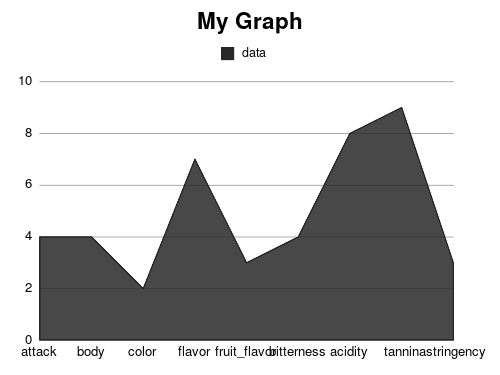 My Graph
data
10
8
6
4
2
0
attack body color flavor fruit_flavor bitterness acidity tannin astringency